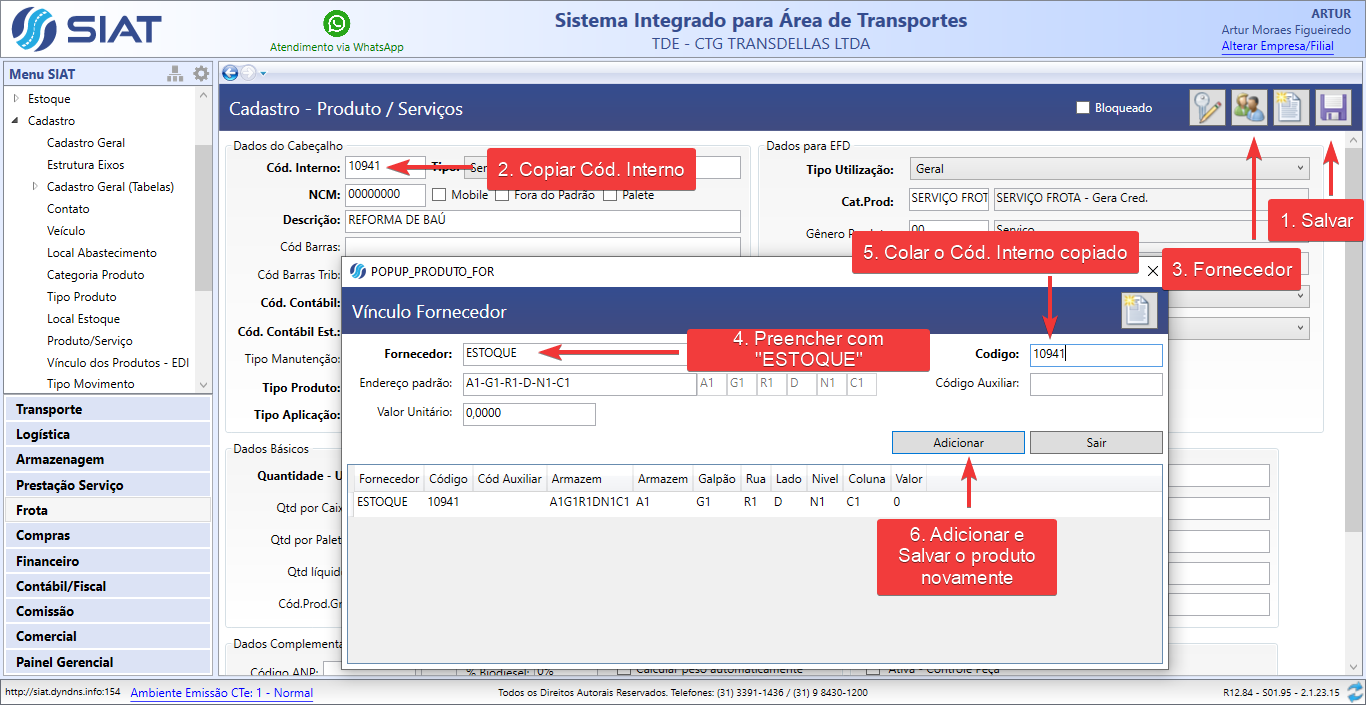 SIAT
Atendimento via WhatsApp
Sistema Integrado para Área de Transportes
TDE - CTG TRANSDELLAS LTDA
ARTUR
Artur Moraes Figueiredo
Alterar Empresa/Filial
Menu SIAT
Estoque
Cadastro
Cadastro Geral
Estrutura Eixos
Cadastro Geral (Tabelas)
Contato
Veículo
Local Abastecimento
Categoria Produto
Tipo Produto
Local Estoque
Produto/Serviço
Vínculo dos Produtos - EDI
Tipo Movimento
Transporte
Logística
Armazenagem
Prestação Serviço
Frota
Compras
Financeiro
Contábil/Fiscal
Comissão
Comercial
Painel Gerencial
Cadastro - Produto / Serviços
Bloqueado
Dados do Cabeçalho
Cód. Interno: 10941 Tipo: Ser
2. Copiar Cód. Interno
NCM: 00000000 Mobile Fora do Padrão Palete
Descrição: REFORMA DE BAÚ
Cód Barras:
Cód Barras Trib:
Cód. Contábil:
Cód. Contábil Est.:
Tipo Manutenção:
Tipo Produto:
Tipo Aplicação:
Dados para EFD
Tipo Utilização: Geral
Cat.Prod: SERVIÇO FROT SERVIÇO FROTA - Gera Cred.
Gênero Produto: 00 Serviço
1. Salvar
3. Fornecedor
5. Colar o Cód. Interno copiado
POPUP_PRODUTO_FOR
Vínculo Fornecedor
Fornecedor: ESTOQUE
4. Preencher com
"ESTOQUE"
Codigo: 10941
Endereço padrão: A1-G1-R1-D-N1-C1 A1 G1 R1 D N1 C1
Código Auxiliar:
Valor Unitário: 0,0000
Adicionar Sair
Fornecedor Código Cód Auxiliar Armazem Armazem Galpão Rua Lado Nivel Coluna Valor
ESTOQUE 10941 A1G1R1DN1C1 A1 G1 R1 D N1 C1 0
6. Adicionar e
Salvar o produto
novamente
Dados Básicos
Quantidade - U
Qtd por Caix
Qtd por Palet
Qtd líquid
Cód.Prod.Gr
Dados Complementa
Código ANP: % Biodiesel: 0% Calcular peso automaticamente Ativa - Controle Peça
http://siat.dyndns.info:154 Ambiente Emissão CTe: 1 - Normal
Todos os Direitos Autorais Reservados. Telefones: (31) 3391-1436 / (31) 9 8430-1200
R12.84 - S01.95 - 2.1.23.15